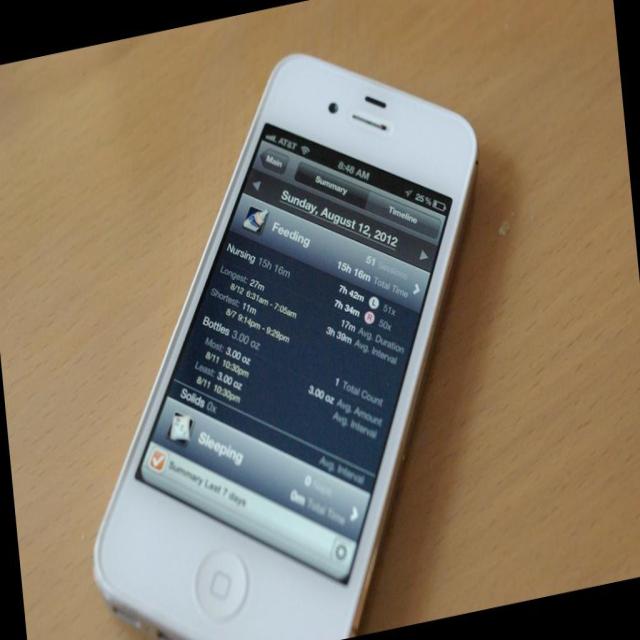 AT&T 8:48 AM 25%
Main Summary Timeline
Sunday, August 12, 2012
Feeding 51
15h 16m Total Time
Nursing 15h 16m 7h 42m L 51x
7h 34m R 50x
Longest: 27m 17m Avg. Duration
8/12 6:31am - 7:05am 3h 39m Avg. Interval
Shortest: 11m
8/7 9:14pm - 9:29pm
Bottles 3.00 oz 1 Total Count
Most: 3.00 oz 3.00 oz Avg. Amount
8/11 10:30pm Avg. Interval
Least: 3.00 oz
8/11 10:30pm
Solids 0x
Avg. Interval
Sleeping 0
0m Total Time
Summary Last 7 days